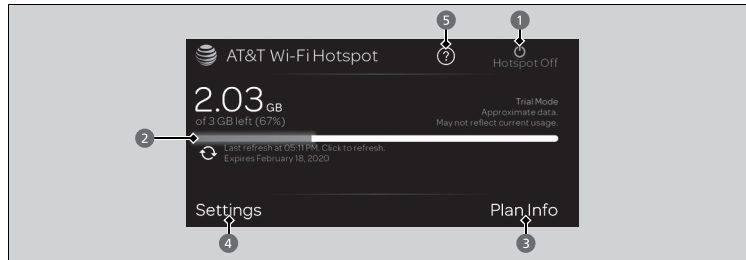 5
1
AT&T Wi-Fi Hotspot
?
Hotspot Off
2.03 GB
of 3 GB left (67%)
Trial Mode
Approximate data.
May not reflect current usage.
2
Last refresh at 05:11 PM. Click to refresh.
Expires February 18, 2020
Settings
Plan Info
4
3